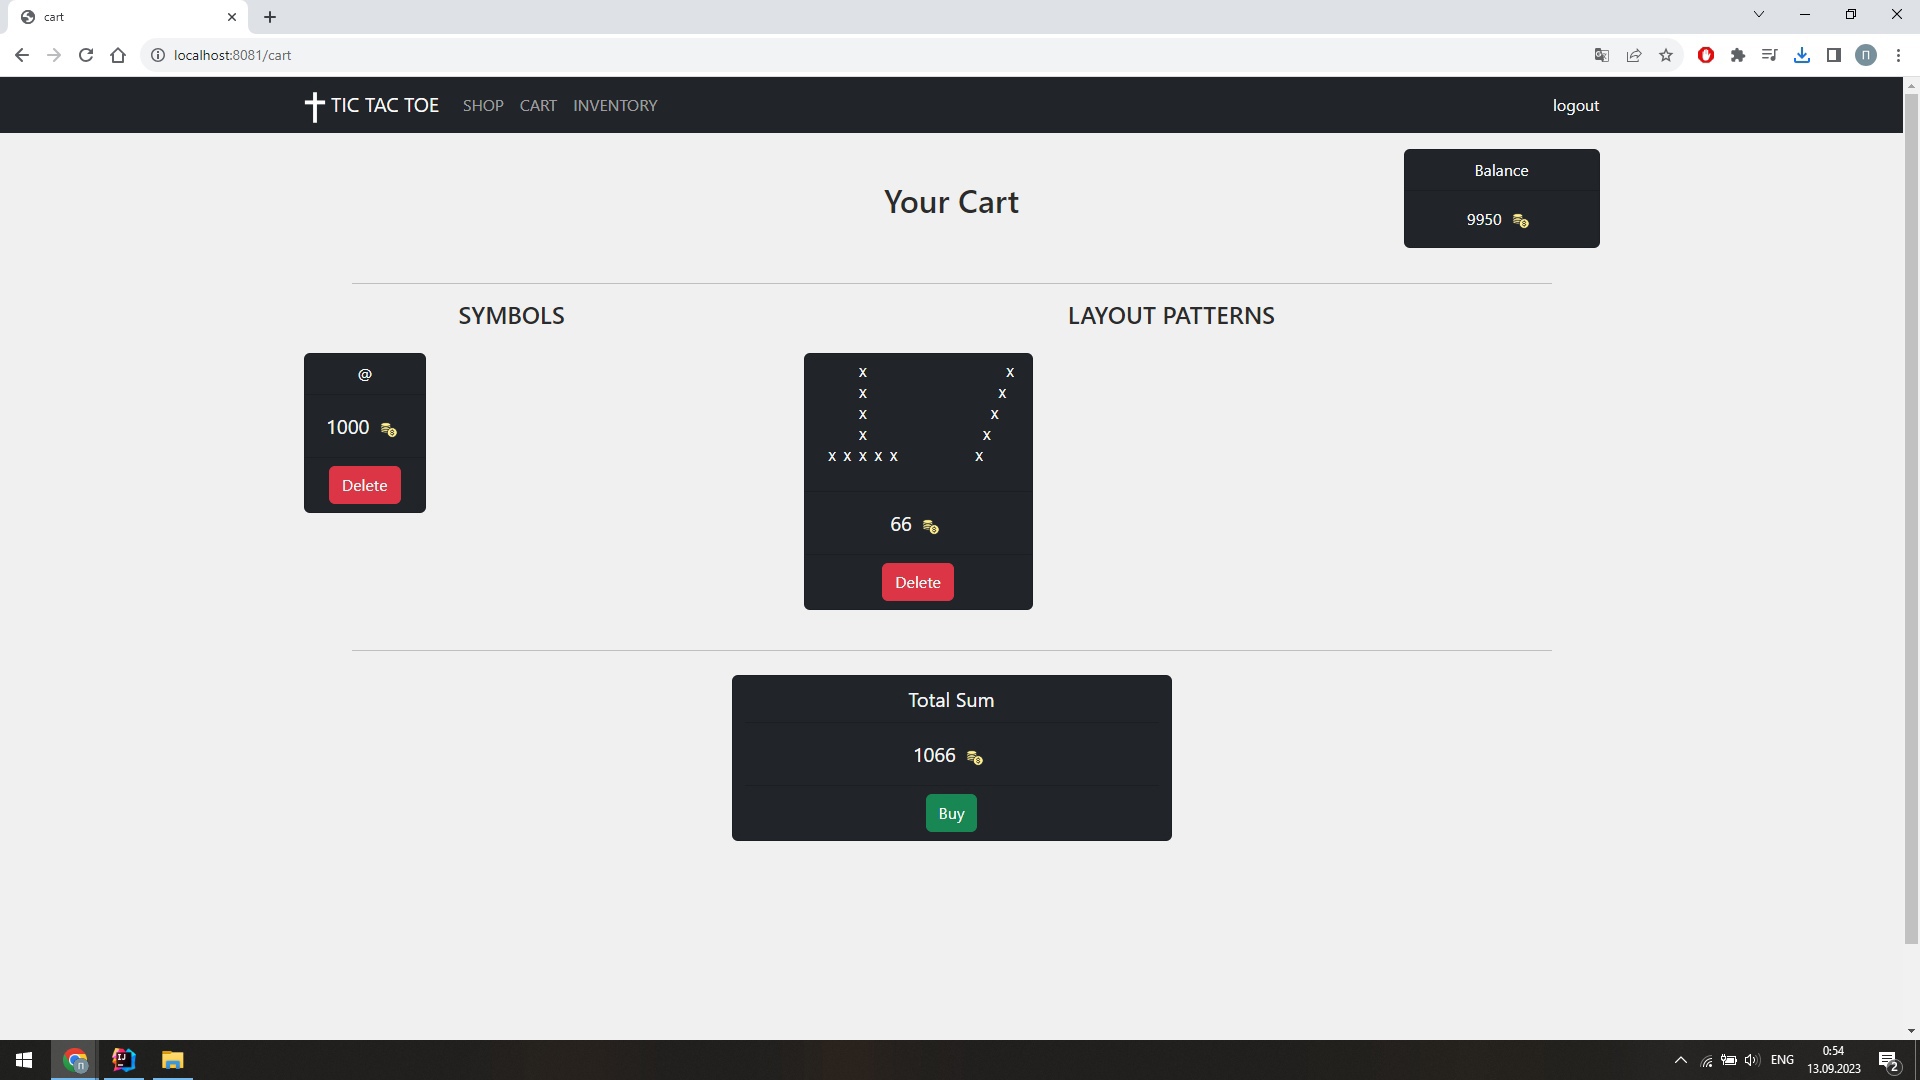 cart
localhost:8081/cart
П
TIC TAC TOE SHOP CART INVENTORY logout
Balance
9950
Your Cart
SYMBOLS LAYOUT PATTERNS
@
1000
Delete
x x
x x
x x
x x
x x x x x x
66
Delete
Total Sum
1066
Buy
ENG
0:54
13.09.2023
2